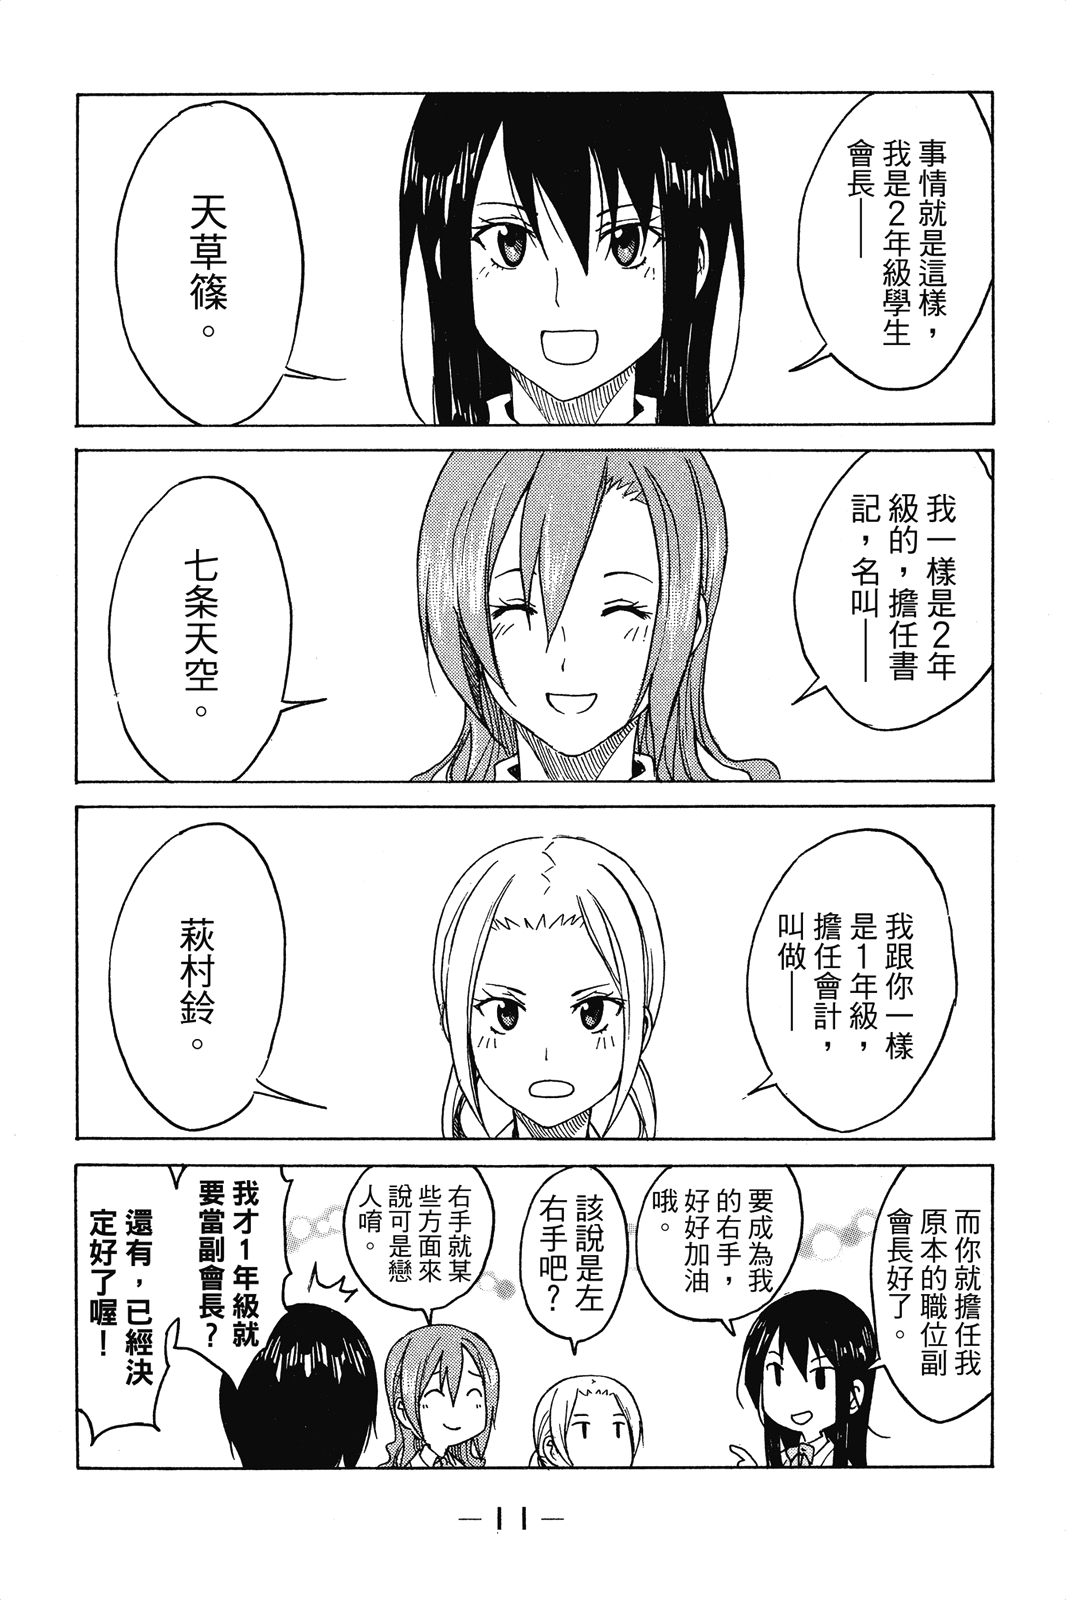 事情就是這樣，
我是2年級學生
會長——
天草篠。
我一樣是2年
級的，擔任書
記，名叫——
七条天空。
我跟你一樣
是1年級，
擔任會計，
叫做——
萩村鈴。
而你就擔任我
原本的職位副
會長好了。
要成為我
的右手，
好好加油
哦。
該說是左
右手吧？
右手就某
些方面來
說可是戀
人唷。
我才1年級就
要當副會長？
還有，已經決
定好了喔！
— 11 —